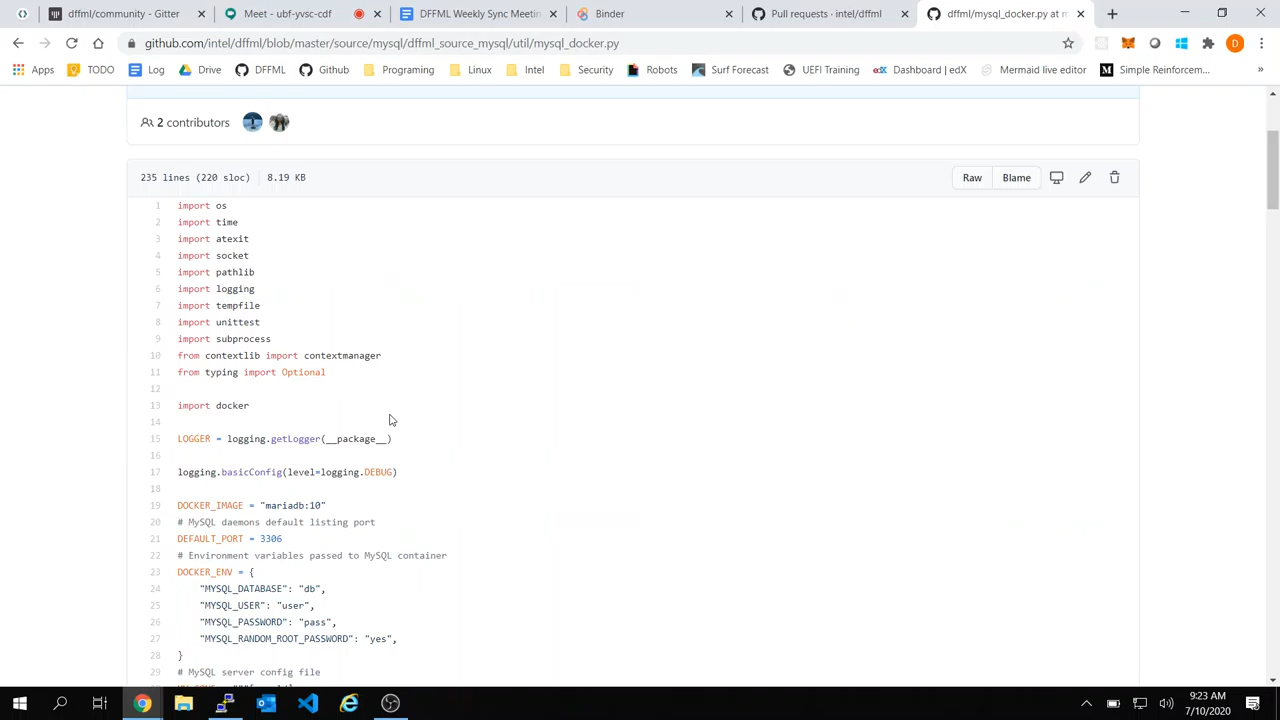 dffml/community - Gitter
Meet - ubf-yvsc-cdf
DFFML Weekly Sync Meetin
Binder
Pull requests · intel/dffml
dffml/mysql_docker.py at m
github.com/intel/dffml/blob/master/source/mysql/dffml_source_mysql/util/mysql_docker.py
D
Apps
TODO
Log
Drive
DFFML
Github
Programing
Linux
Intel
Security
Robots
Surf Forecast
UEFI Training
Dashboard | edX
Mermaid live editor
Simple Reinforcem...
2 contributors
235 lines (220 sloc) 8.19 KB
Raw
Blame
1 import os
2 import time
3 import atexit
4 import socket
5 import pathlib
6 import logging
7 import tempfile
8 import unittest
9 import subprocess
10 from contextlib import contextmanager
11 from typing import Optional
12
13 import docker
14
15 LOGGER = logging.getLogger(__package__)
16
17 logging.basicConfig(level=logging.DEBUG)
18
19 DOCKER_IMAGE = "mariadb:10"
20 # MySQL daemons default listing port
21 DEFAULT_PORT = 3306
22 # Environment variables passed to MySQL container
23 DOCKER_ENV = {
24 "MYSQL_DATABASE": "db",
25 "MYSQL_USER": "user",
26 "MYSQL_PASSWORD": "pass",
27 "MYSQL_RANDOM_ROOT_PASSWORD": "yes",
28 }
29 # MySQL server config file
9:23 AM
7/10/2020